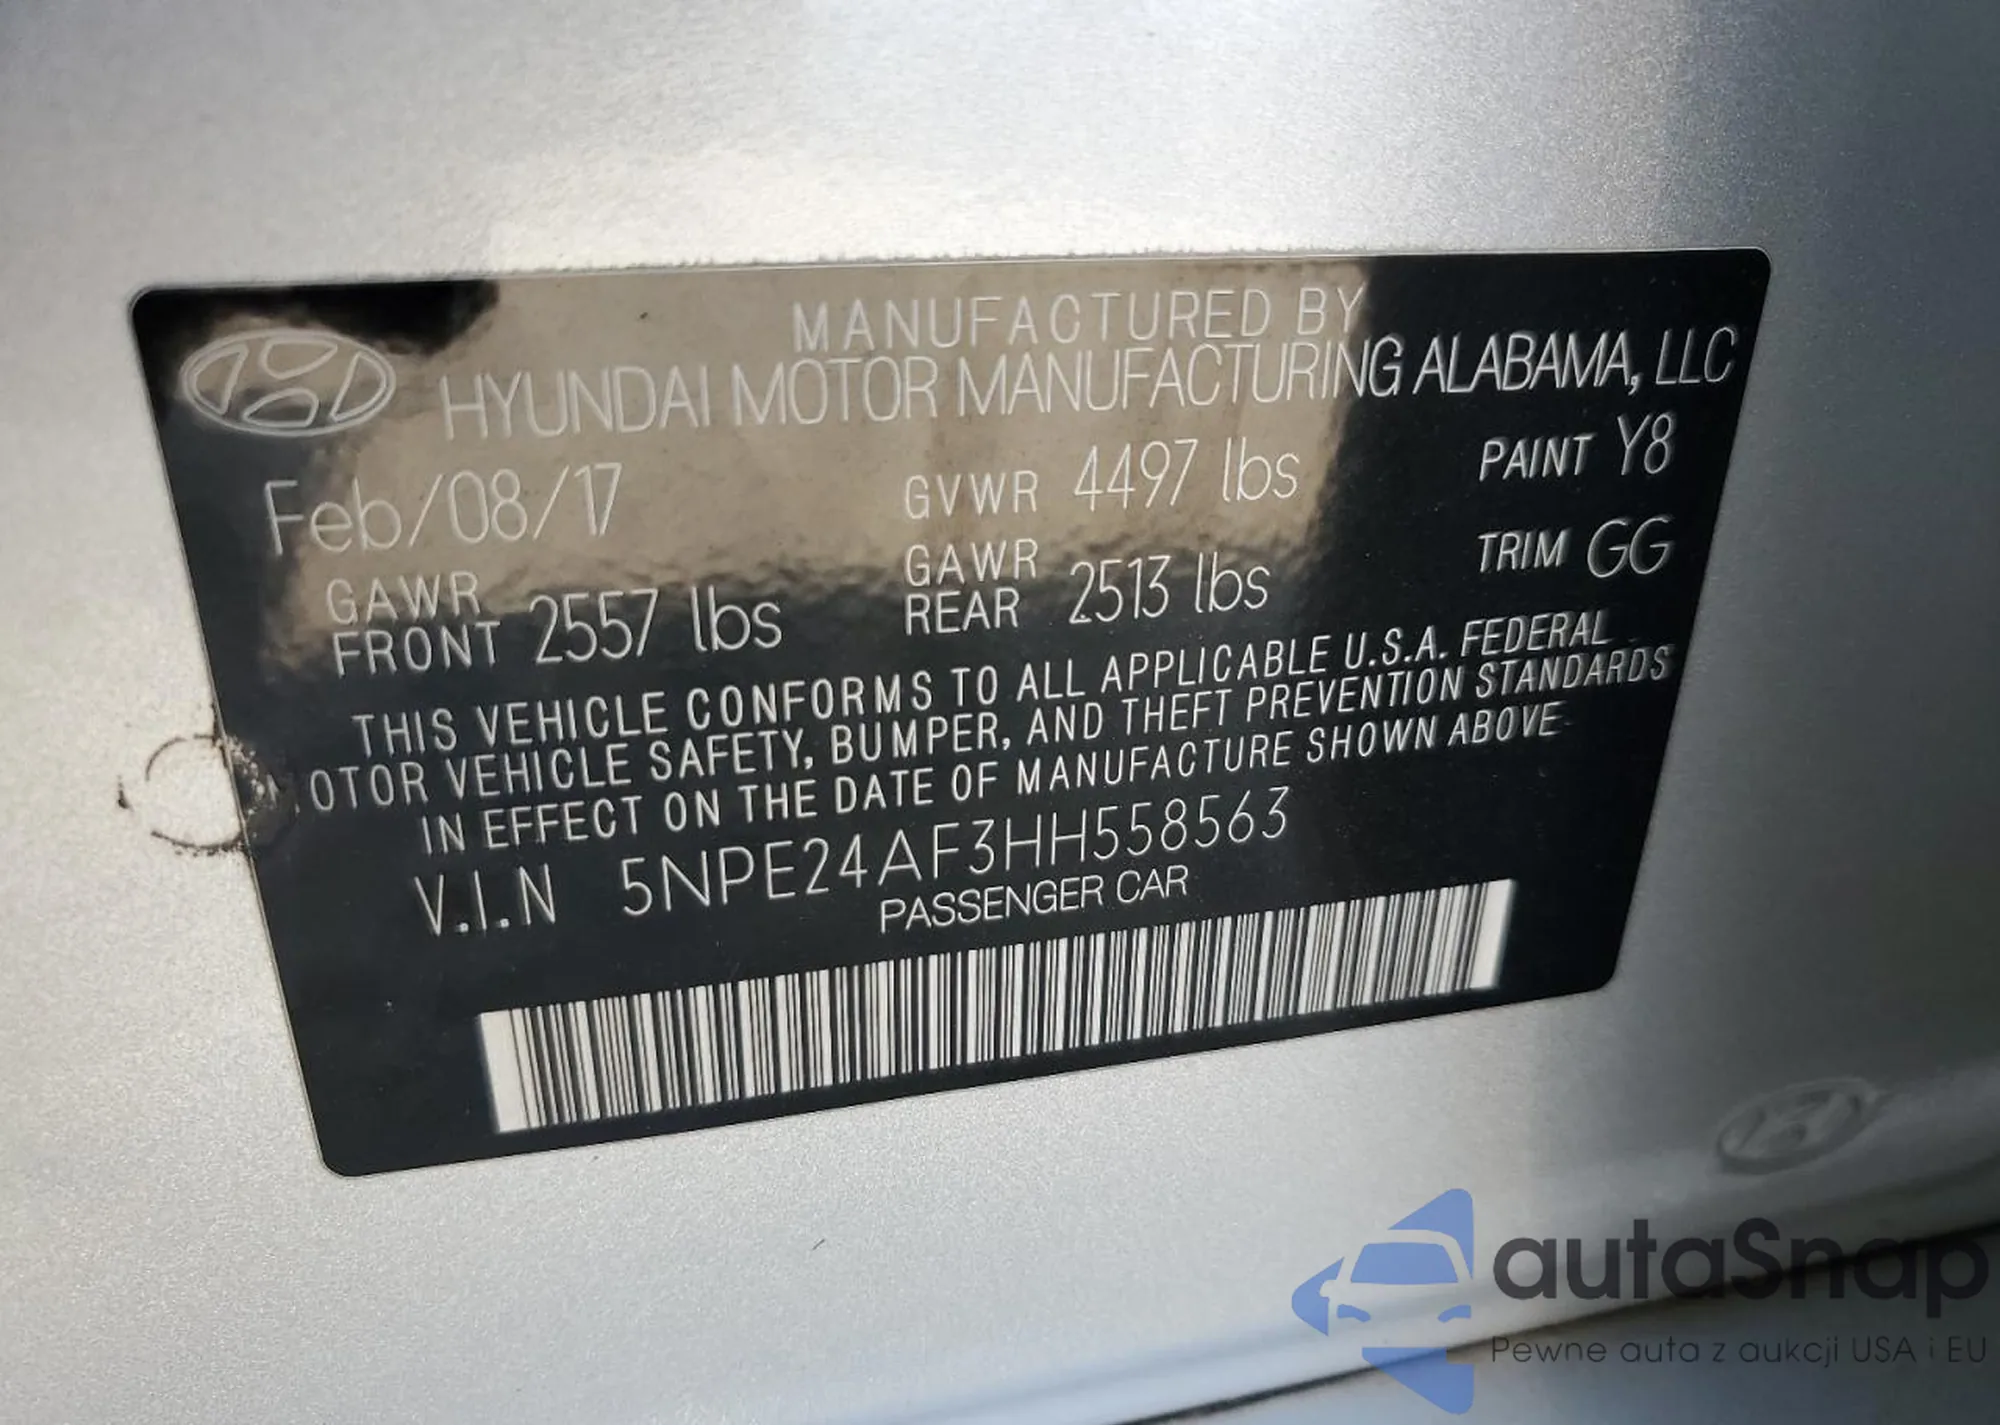 MANUFACTURED BY
HYUNDAI MOTOR MANUFACTURING ALABAMA, LLC
Feb/08/17 GVWR 4497 lbs PAINT Y8
GAWR FRONT 2557 lbs GAWR REAR 2513 lbs TRIM GG
THIS VEHICLE CONFORMS TO ALL APPLICABLE U.S.A. FEDERAL
MOTOR VEHICLE SAFETY, BUMPER, AND THEFT PREVENTION STANDARDS
IN EFFECT ON THE DATE OF MANUFACTURE SHOWN ABOVE
V.I.N 5NPE24AF3HH558563
PASSENGER CAR
autaSnap
Pewne auta z aukcji USA i EU